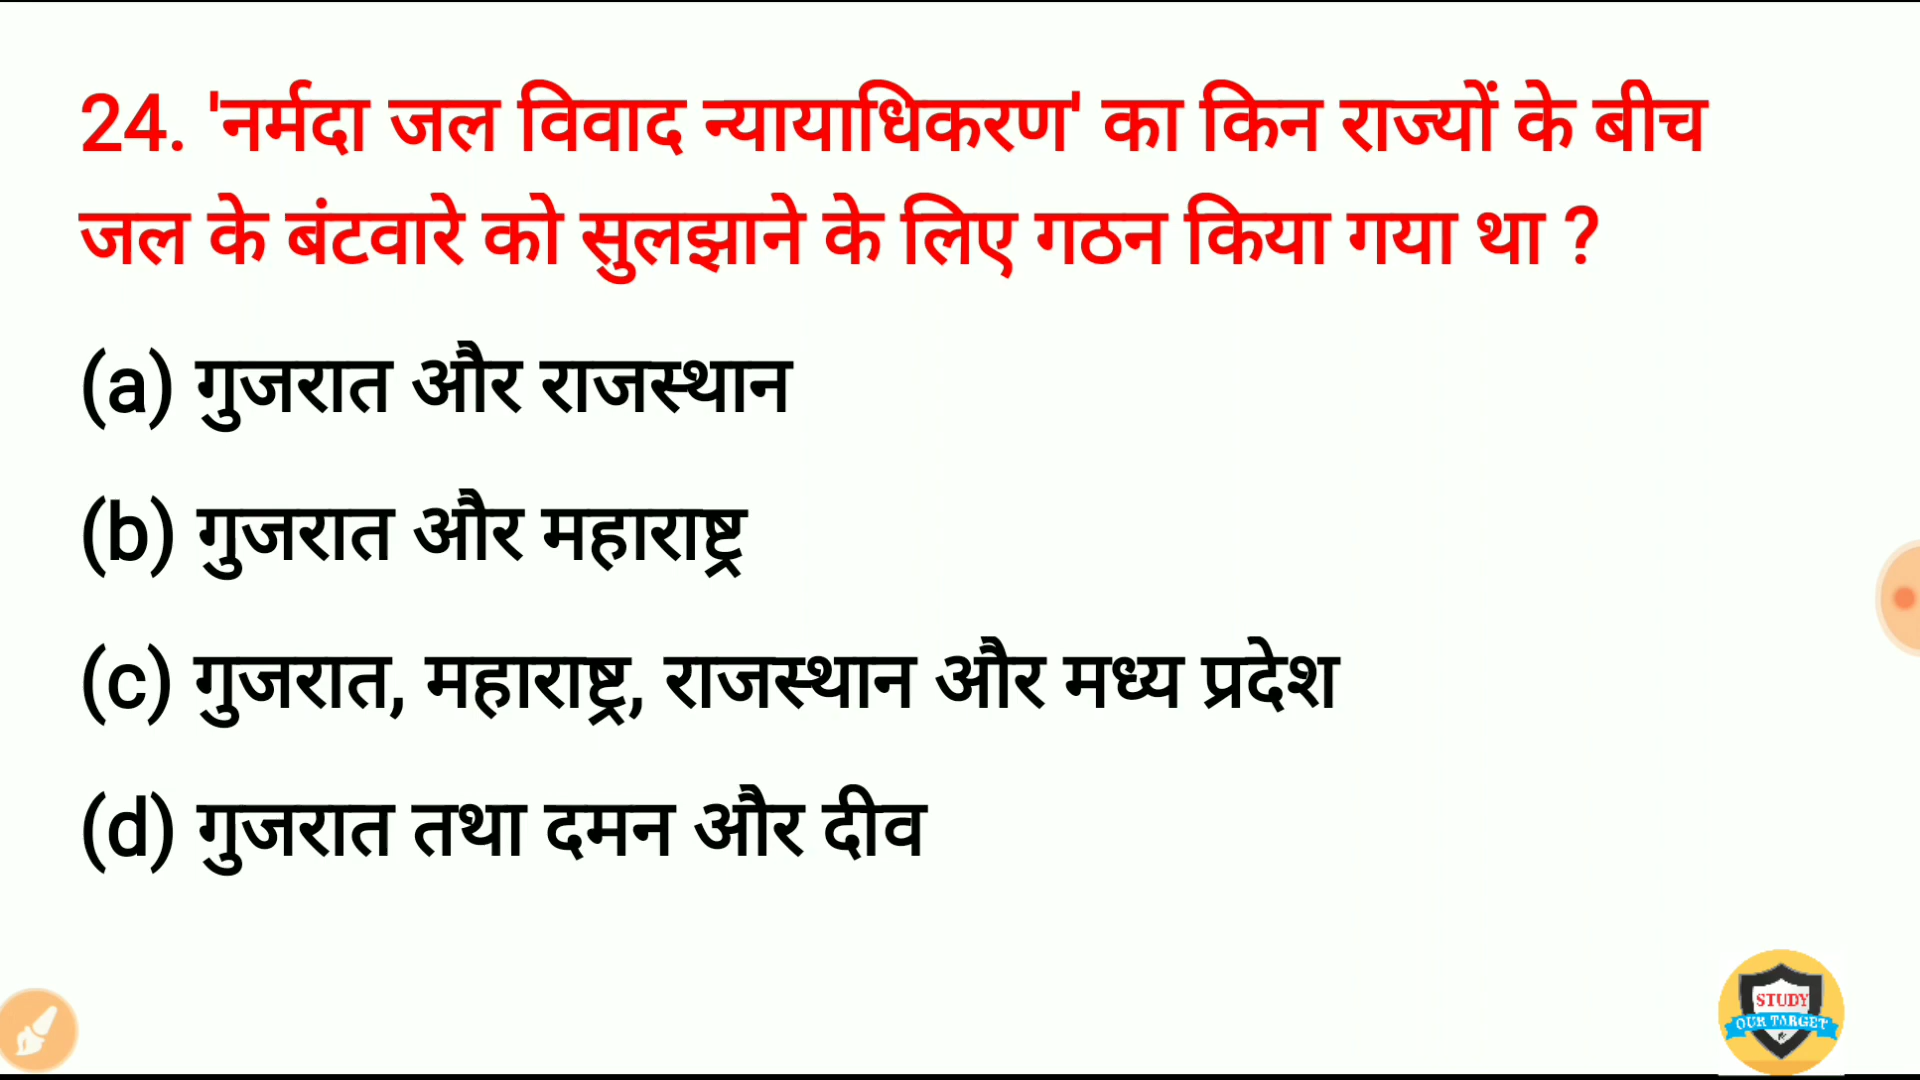 24. 'नर्मदा जल विवाद न्यायाधिकरण' का किन राज्यों के बीच
जल के बंटवारे को सुलझाने के लिए गठन किया गया था ?
(a) गुजरात और राजस्थान
(b) गुजरात और महाराष्ट्र
(c) गुजरात, महाराष्ट्र, राजस्थान और मध्य प्रदेश
(d) गुजरात तथा दमन और दीव
STUDY
OUR TARGET